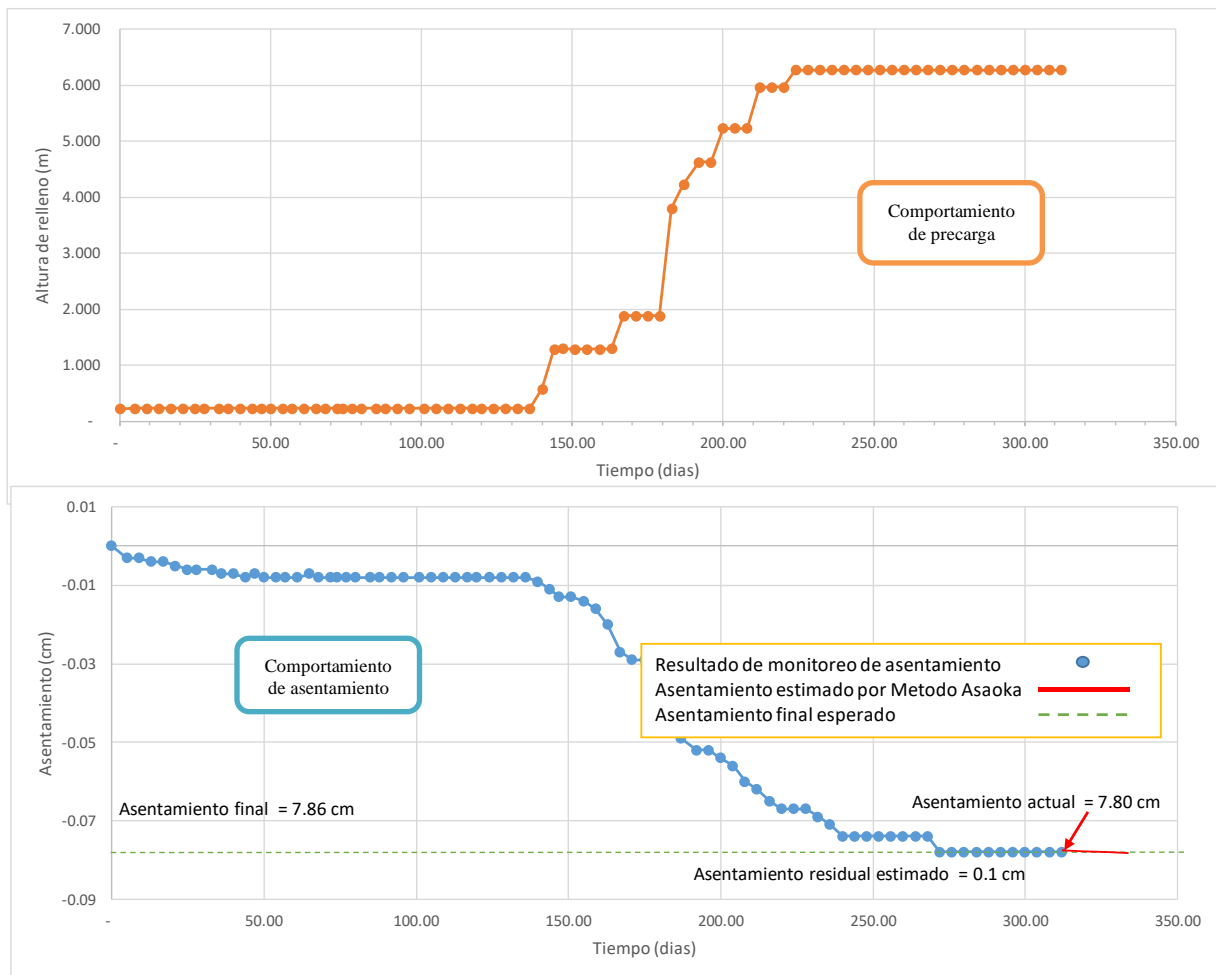 7.000
6.000
5.000
4.000
3.000
2.000
1.000
-
Altura de relleno (m)
Comportamiento
de precarga
- 50.00 100.00 150.00 200.00 250.00 300.00 350.00
Tiempo (dias)
0.01
-0.01
-0.03
-0.05
-0.07
-0.09
Asentamiento (cm)
Comportamiento
de asentamiento
Resultado de monitoreo de asentamiento
Asentamiento estimado por Metodo Asaoka
Asentamiento final esperado
Asentamiento final = 7.86 cm
Asentamiento actual = 7.80 cm
Asentamiento residual estimado = 0.1 cm
- 50.00 100.00 150.00 200.00 250.00 300.00 350.00
Tiempo (dias)